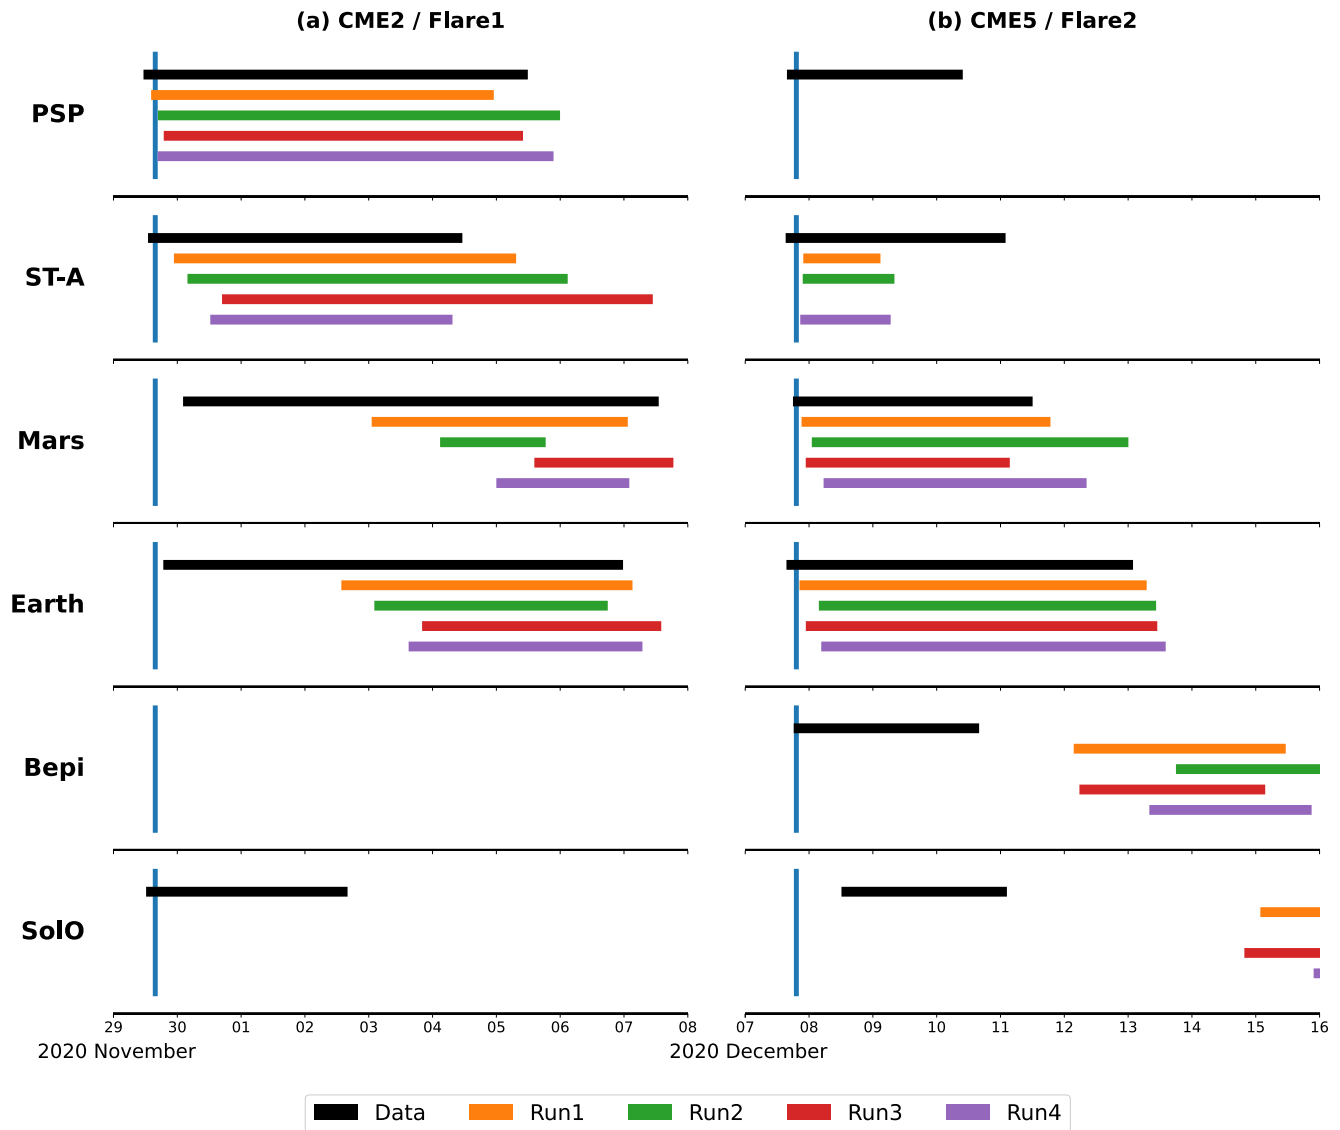 (a) CME2 / Flare1 (b) CME5 / Flare2
PSP
ST-A
Mars
Earth
Bepi
SolO
29 30 01 02 03 04 05 06 07 08 07 08 09 10 11 12 13 14 15 16
2020 November 2020 December
Data Run1 Run2 Run3 Run4